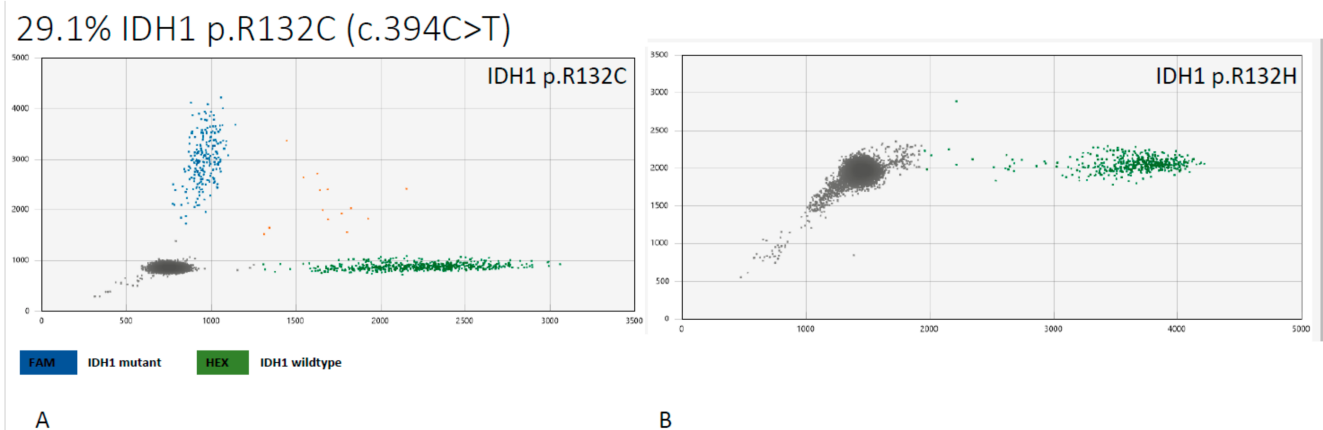 29.1% IDH1 p.R132C (c.394C>T)
IDH1 p.R132C
5000
4000
3000
2000
1000
0
0 500 1000 1500 2000 2500 3000 3500
FAM IDH1 mutant HEX IDH1 wildtype
A
IDH1 p.R132H
3500
3000
2500
2000
1500
1000
500
0
0 1000 2000 3000 4000 5000
B